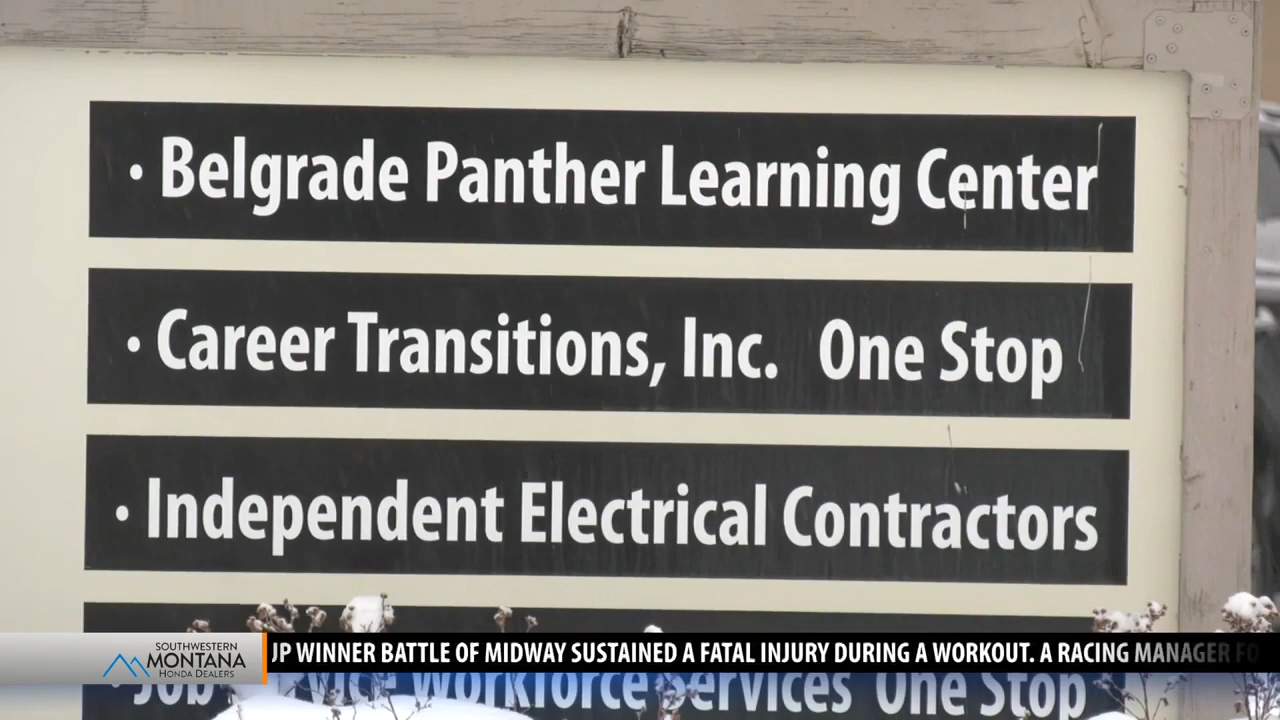 • Belgrade Panther Learning Center
• Career Transitions, Inc. One Stop
• Independent Electrical Contractors
SOUTHWESTERN
MONTANA
HONDA DEALERS
WINNER BATTLE OF MIDWAY SUSTAINED A FATAL INJURY DURING A WORKOUT. A RACING MANAGER
• Job Workforce Services One Stop